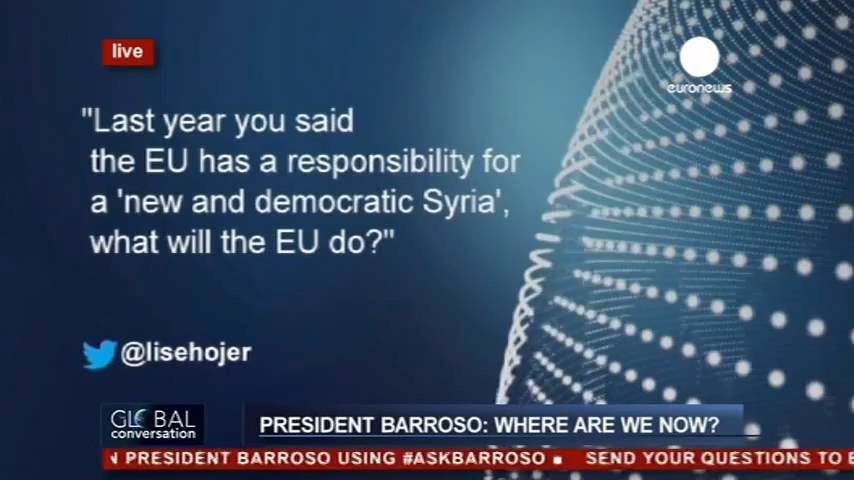 live
euronews
"Last year you said
the EU has a responsibility for
a 'new and democratic Syria',
what will the EU do?"
@lisehojer
GLOBAL
conversation
PRESIDENT BARROSO: WHERE ARE WE NOW?
PRESIDENT BARROSO USING #ASKBARROSO ■ SEND YOUR QUESTIONS TO